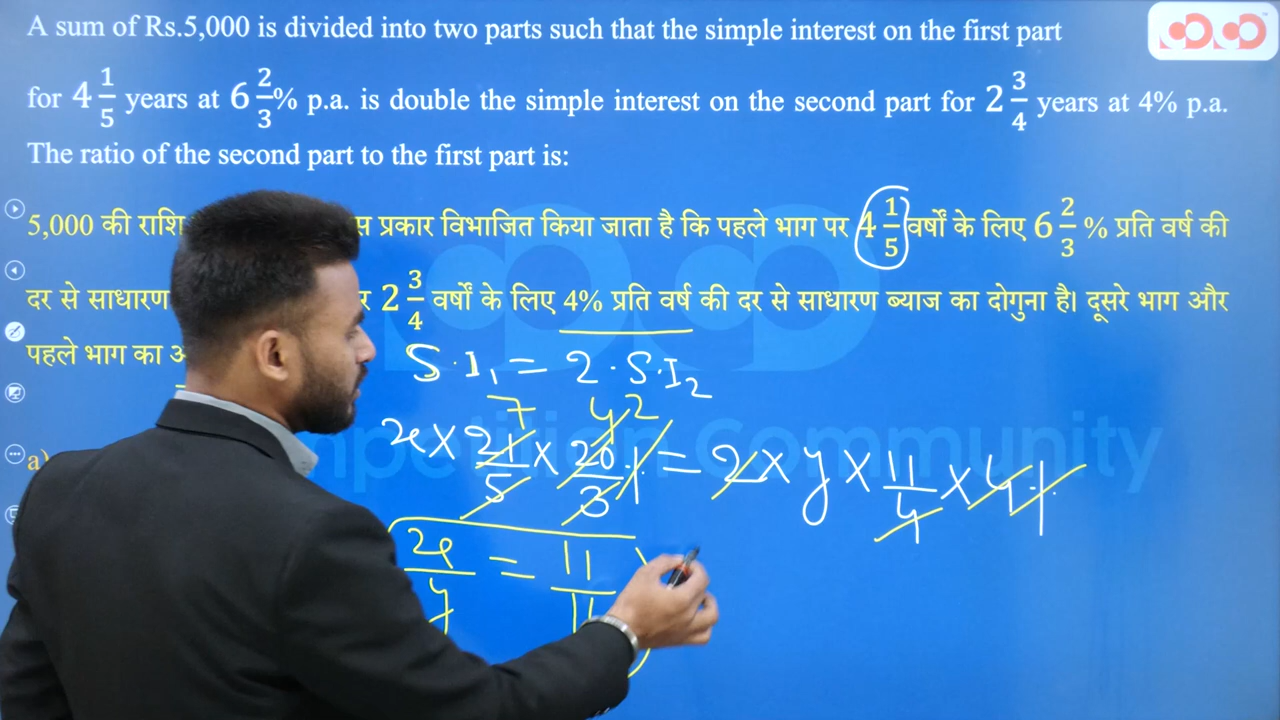 A sum of Rs.5,000 is divided into two parts such that the simple interest on the first part
for 4 1/5 years at 6 2/3% p.a. is double the simple interest on the second part for 2 3/4 years at 4% p.a.
The ratio of the second part to the first part is:
5,000 की राशि प्रकार विभाजित किया जाता है कि पहले भाग पर 4 1/5 वर्षों के लिए 6 2/3 % प्रति वर्ष की
दर से साधारण 2 3/4 वर्षों के लिए 4% प्रति वर्ष की दर से साधारण ब्याज का दोगुना है। दूसरे भाग और
पहले भाग का
S.I₁ = 2.S.I₂
7 4 2
x × 21/5 × 20/3 % = 2 × y × 11/4 × 4%
a)
x/y = 11/
Community